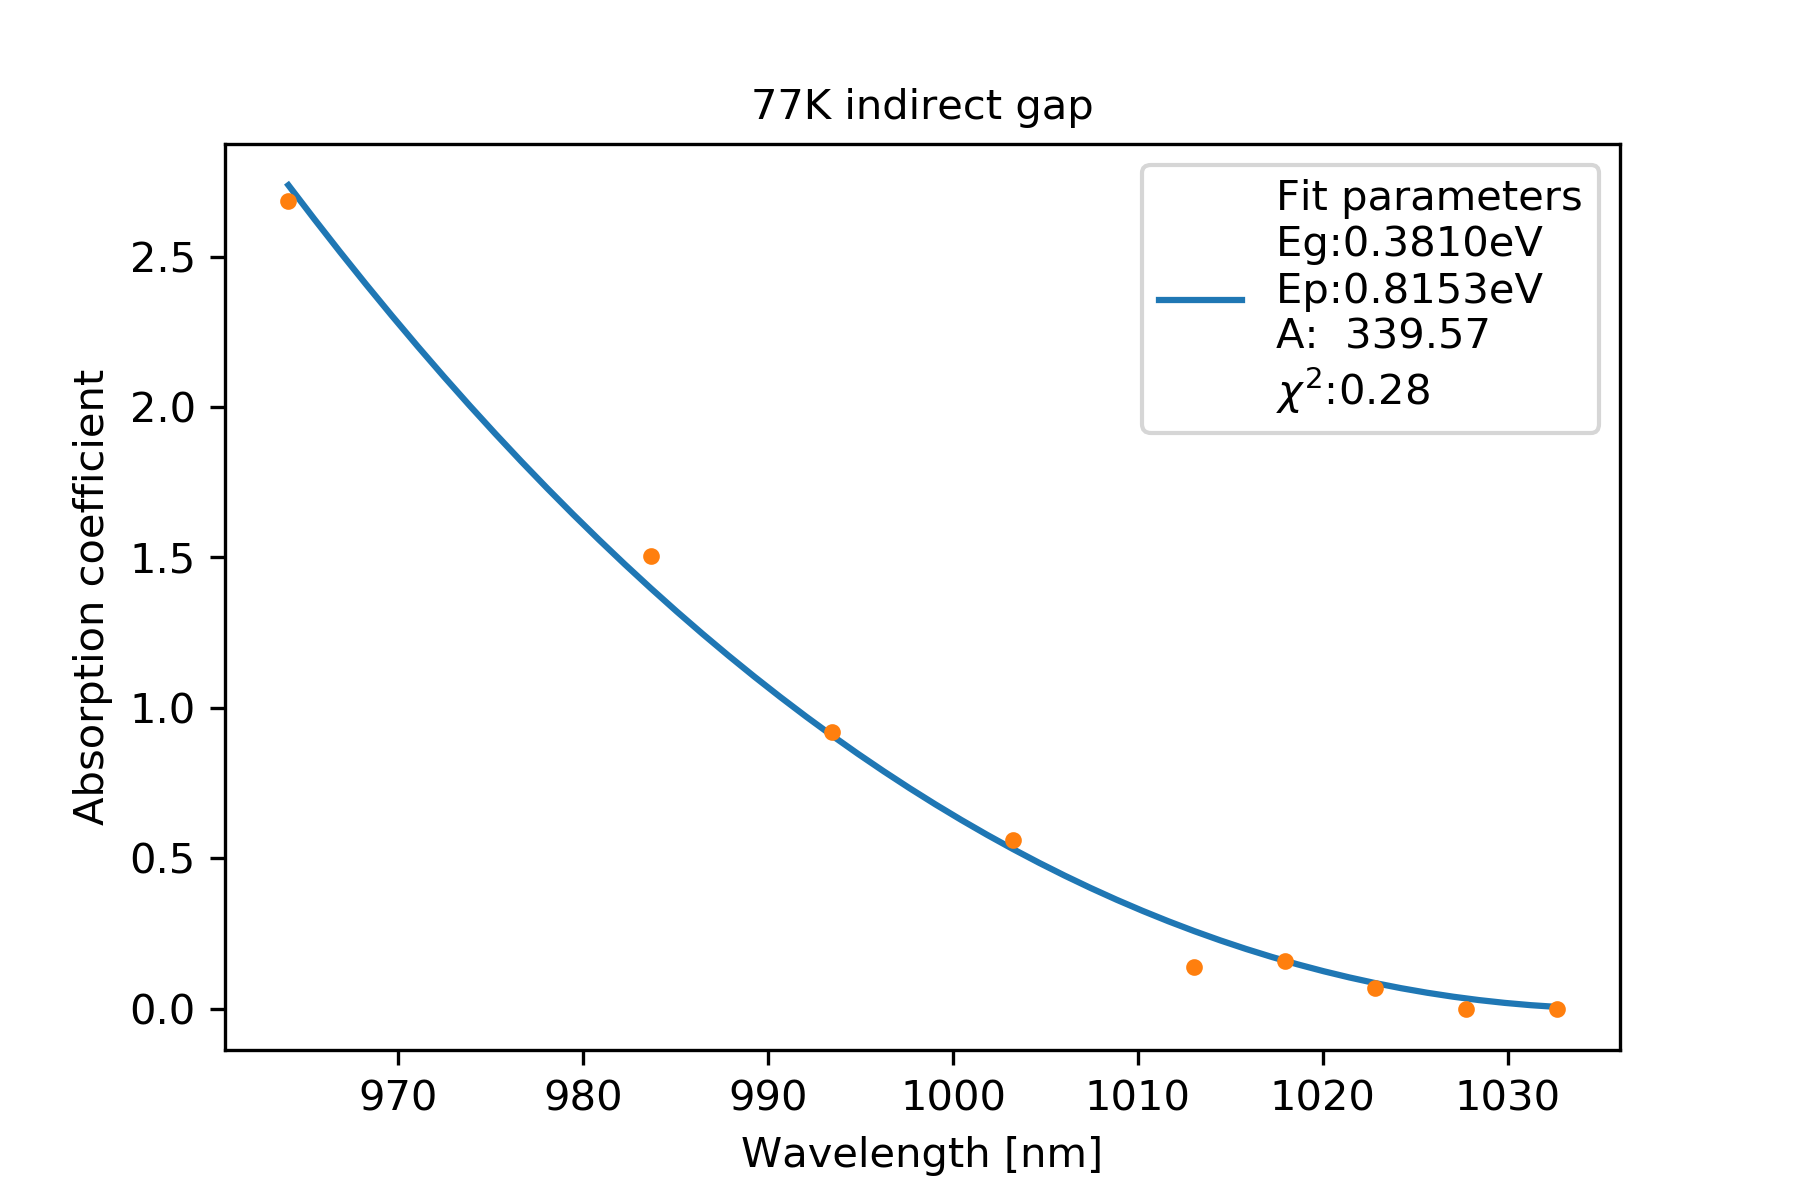 77K indirect gap
Fit parameters
Eg:0.3810eV
Ep:0.8153eV
A: 339.57
χ²:0.28
Absorption coefficient
2.5
2.0
1.5
1.0
0.5
0.0
970 980 990 1000 1010 1020 1030
Wavelength [nm]